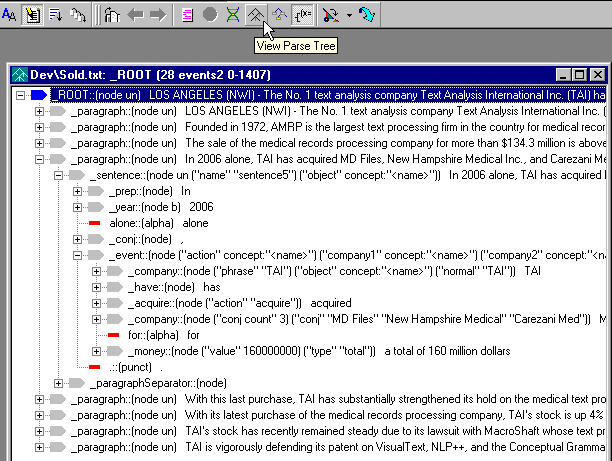 View Parse Tree
Dev\Sold.txt: _ROOT (28 events2 0-1407)
_ROOT::(node un) LOS ANGELES (NWI) - The No. 1 text analysis company Text Analysis International Inc. (TAI) ha
_paragraph::(node un) LOS ANGELES (NWI) - The No. 1 text analysis company Text Analysis International Inc. (
_paragraph::(node un) Founded in 1972, AMRP is the largest text processing firm in the country for medical recor
_paragraph::(node un) The sale of the medical records processing company for more than $134.3 million is above
_paragraph::(node un) In 2006 alone, TAI has acquired MD Files, New Hampshire Medical Inc., and Carezani Me
_sentence::(node un ("name" "sentence5") ("object" concept:"<name>")) In 2006 alone, TAI has acquired
_prep::(node) In
_year::(node b) 2006
alone::(alpha) alone
_conj::(node) ,
_event::(node ("action" concept:"<name>") ("company1" concept:"<name>") ("company2" concept:"<n
_company::(node ("phrase" "TAI") ("object" concept:"<name>") ("normal" "TAI")) TAI
_have::(node) has
_acquire::(node ("action" "acquire")) acquired
_company::(node ("conj count" 3) ("conj" "MD Files" "New Hampshire Medical" "Carezani Med")) M
for::(alpha) for
_money::(node ("value" 160000000) ("type" "total")) a total of 160 million dollars
.::(punct) .
_paragraphSeparator::(node)
_paragraph::(node un) With this last purchase, TAI has substantially strengthened its hold on the medical text pro
_paragraph::(node un) With its latest purchase of the medical records processing company, TAI's stock is up 4%
_paragraph::(node un) TAI's stock has recently remained steady due to its lawsuit with MacroShaft whose text pr
_paragraph::(node un) TAI is vigorously defending its patent on VisualText, NLP++, and the Conceptual Gramma